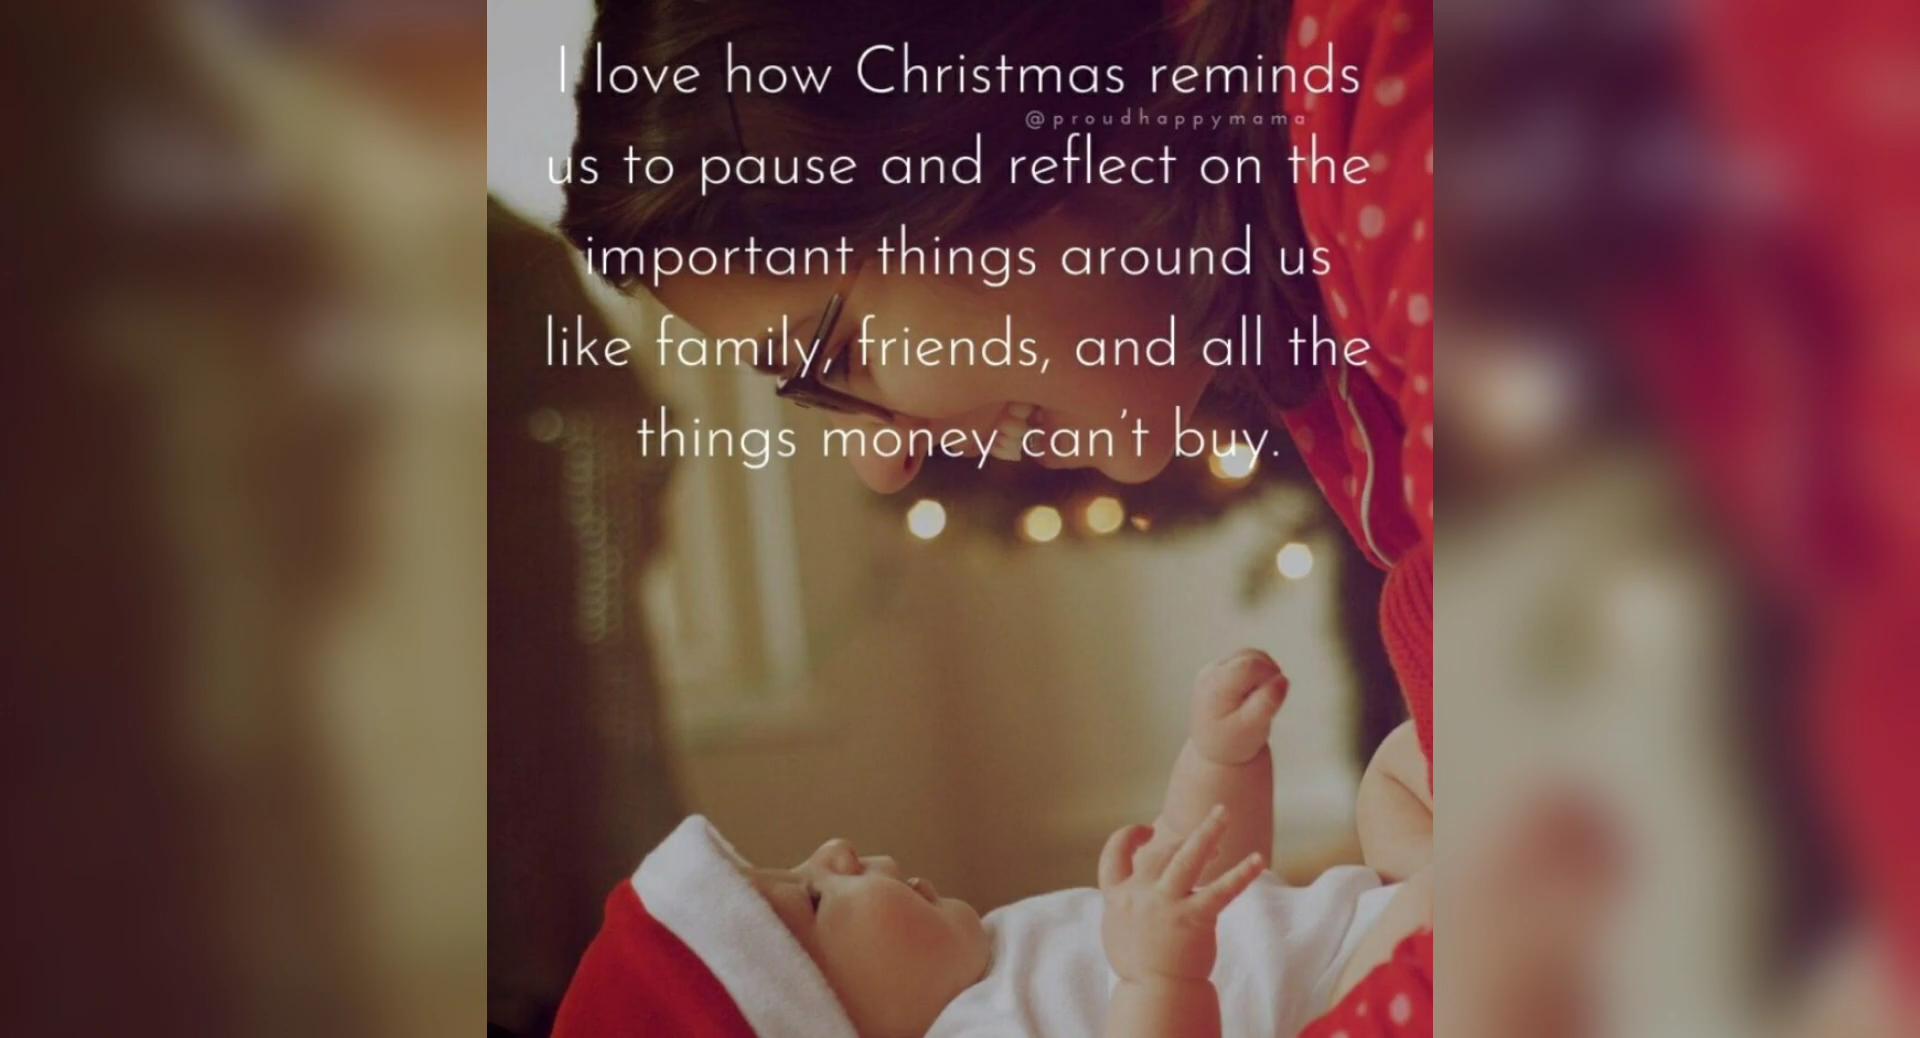 I love how Christmas reminds
@proudhappymama
us to pause and reflect on the
important things around us
like family, friends, and all the
things money can't buy.